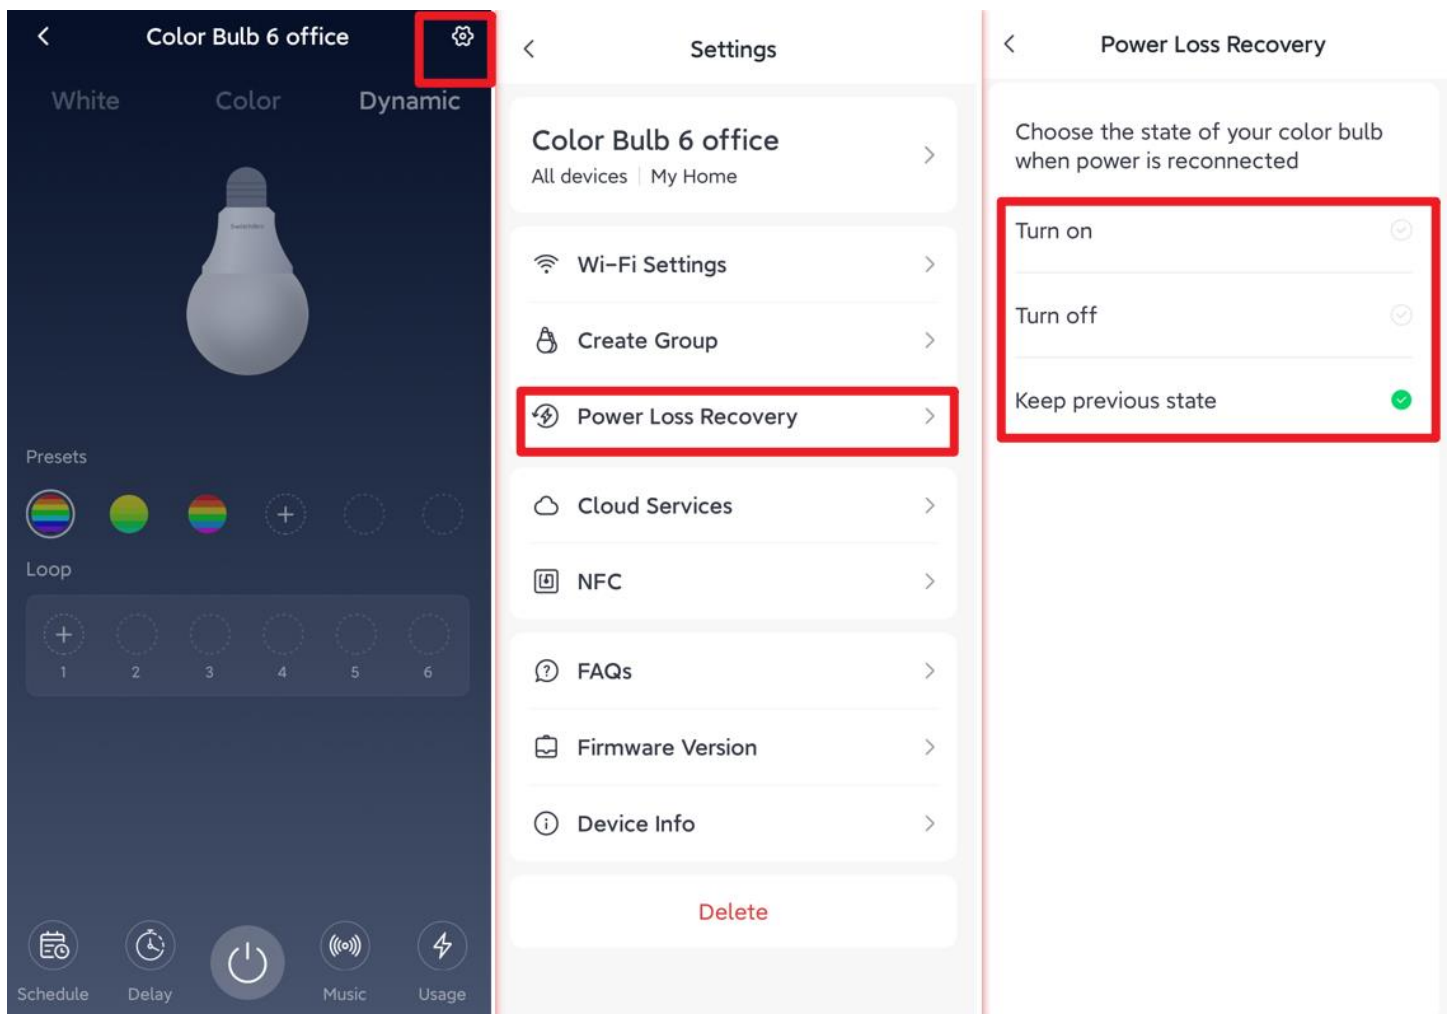 Color Bulb 6 office
White Color Dynamic
Presets
Loop
1 2 3 4 5 6
Schedule Delay Music Usage
Settings
Color Bulb 6 office
All devices | My Home
Wi-Fi Settings
Create Group
Power Loss Recovery
Cloud Services
NFC
FAQs
Firmware Version
Device Info
Delete
Power Loss Recovery
Choose the state of your color bulb
when power is reconnected
Turn on
Turn off
Keep previous state